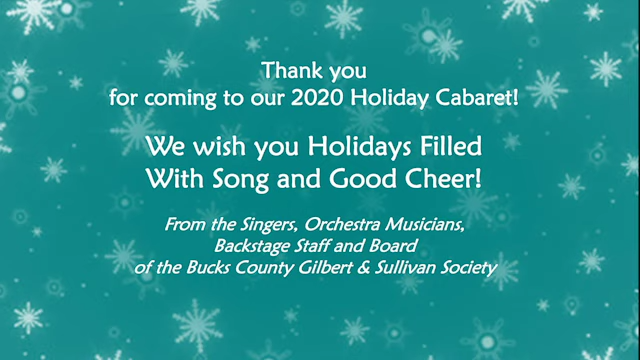 Thank you
for coming to our 2020 Holiday Cabaret!
We wish you Holidays Filled
With Song and Good Cheer!
From the Singers, Orchestra Musicians,
Backstage Staff and Board
of the Bucks County Gilbert & Sullivan Society